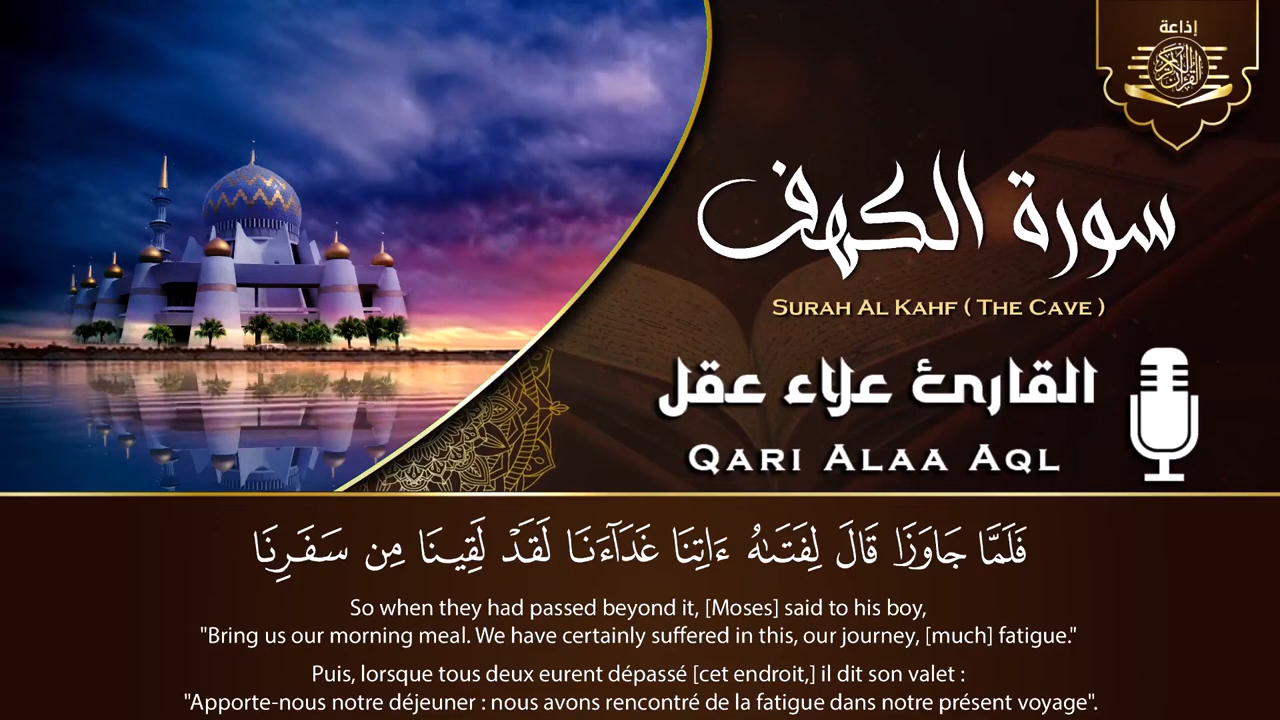 إذاعة
القرآن الكريم
سورة الكهف
SURAH AL KAHF ( THE CAVE )
القارئ علاء عقل
QARI ALAA AQL
فَلَمَّا جَاوَزَا قَالَ لِفَتَىٰهُ ءَاتِنَا غَدَآءَنَا لَقَدْ لَقِينَا مِن سَفَرِنَا
So when they had passed beyond it, [Moses] said to his boy,
"Bring us our morning meal. We have certainly suffered in this, our journey, [much] fatigue."
Puis, lorsque tous deux eurent dépassé [cet endroit,] il dit son valet :
"Apporte-nous notre déjeuner : nous avons rencontré de la fatigue dans notre présent voyage".